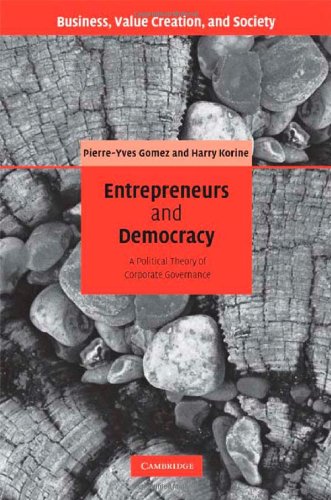 Business, Value Creation, and Society
Pierre-Yves Gomez and Harry Korine
Entrepreneurs
and
Democracy
A Political Theory of
Corporate Governance
CAMBRIDGE